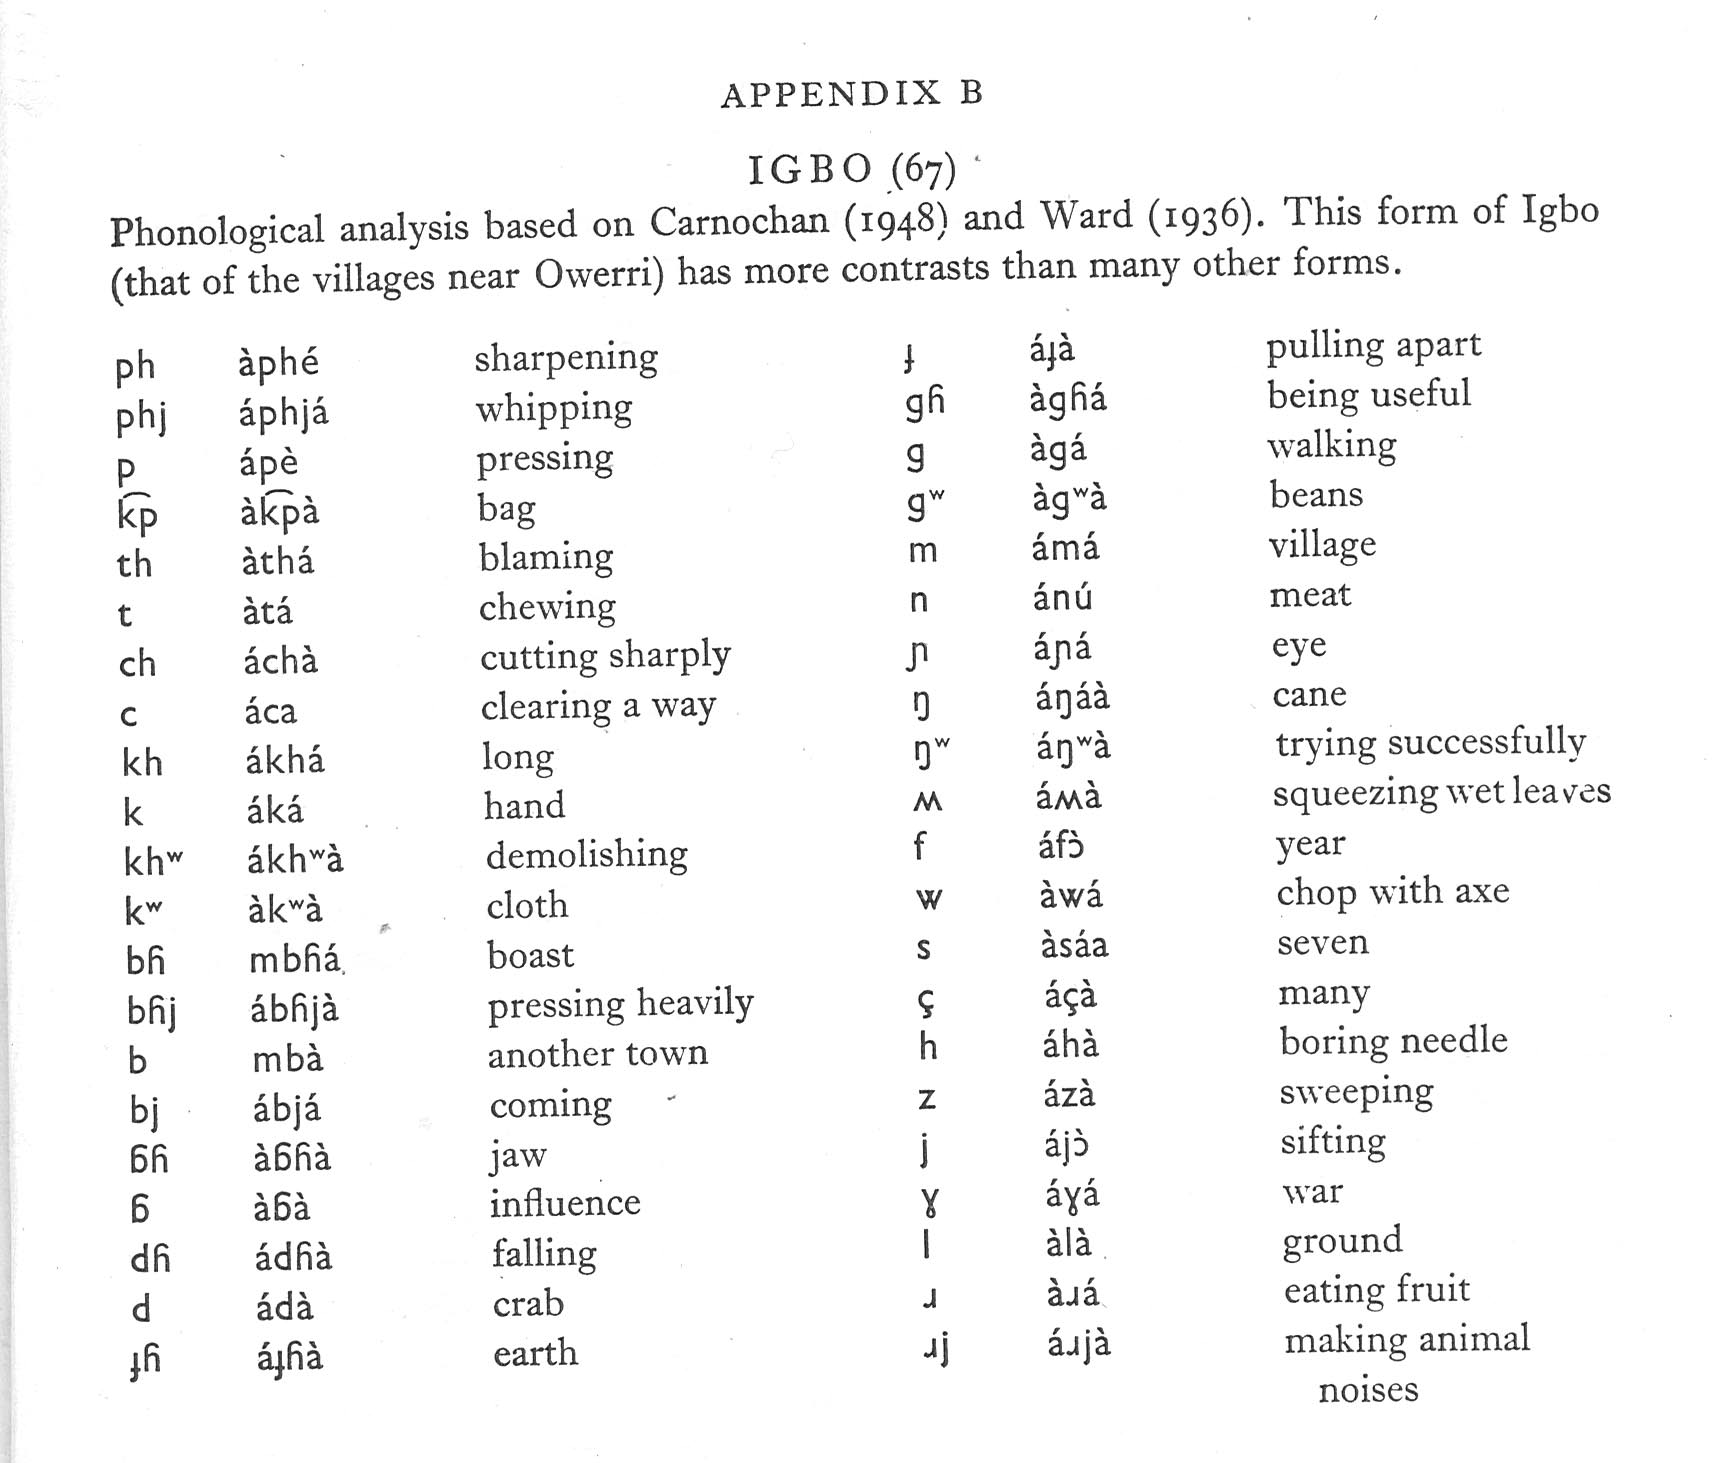 APPENDIX B
IGBO (67)
Phonological analysis based on Carnochan (1948) and Ward (1936). This form of Igbo
(that of the villages near Owerri) has more contrasts than many other forms.
ph àphé sharpening
phj áphjá whipping
p ápè pressing
k͡p àk͡pà bag
th àthá blaming
t àtá chewing
ch áchà cutting sharply
c áca clearing a way
kh ákhá long
k áká hand
khʷ ákhʷà demolishing
kʷ àkʷà cloth
bɦ mbɦá boast
bɦj ábɦjà pressing heavily
b mbà another town
bj ábjá coming
ɓɦ àɓɦà jaw
ɓ àɓà influence
dɦ ádɦà falling
d ádà crab
ɟɦ áɟɦà earth
ɟ áɟà pulling apart
gɦ àgɦá being useful
g àgá walking
gʷ àgʷà beans
m ámá village
n ánú meat
ɲ áɲá eye
ŋ áŋáà cane
ŋʷ áŋʷà trying successfully
ʍ áʍà squeezing wet leaves
f áfɔ̀ year
w àwá chop with axe
s àsáa seven
ç áçà many
h áhà boring needle
z ázà sweeping
j ájɔ̀ sifting
ɣ áɣá war
l àlà ground
ɹ àɹá eating fruit
ɹj áɹjà making animal
noises